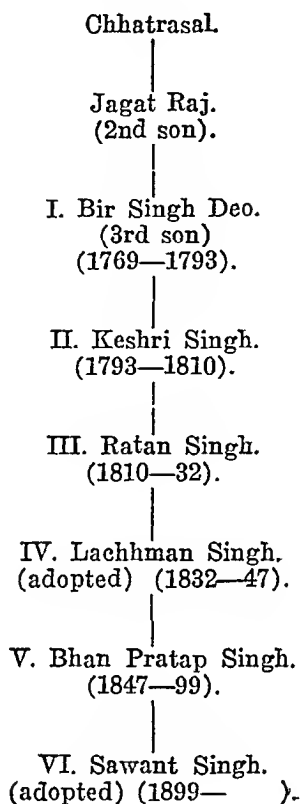 Chhatrasal.
Jagat Raj.
(2nd son).
I. Bir Singh Deo.
(3rd son)
(1769—1793).
II. Keshri Singh.
(1793—1810).
III. Ratan Singh.
(1810—32).
IV. Lachhman Singh.
(adopted) (1832—47).
V. Bhan Pratap Singh.
(1847—99).
VI. Sawant Singh.
(adopted) (1899— ).